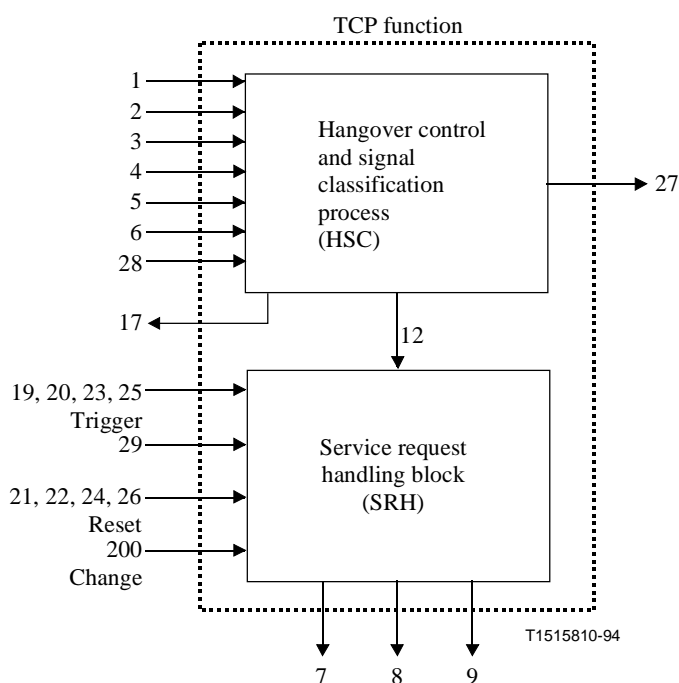 TCP function
1
2
3
4
5
6
28
Hangover control
and signal
classification
process
(HSC)
27
17
12
19, 20, 23, 25
Trigger
29
21, 22, 24, 26
Reset
200
Change
Service request
handling block
(SRH)
T1515810-94
7
8
9